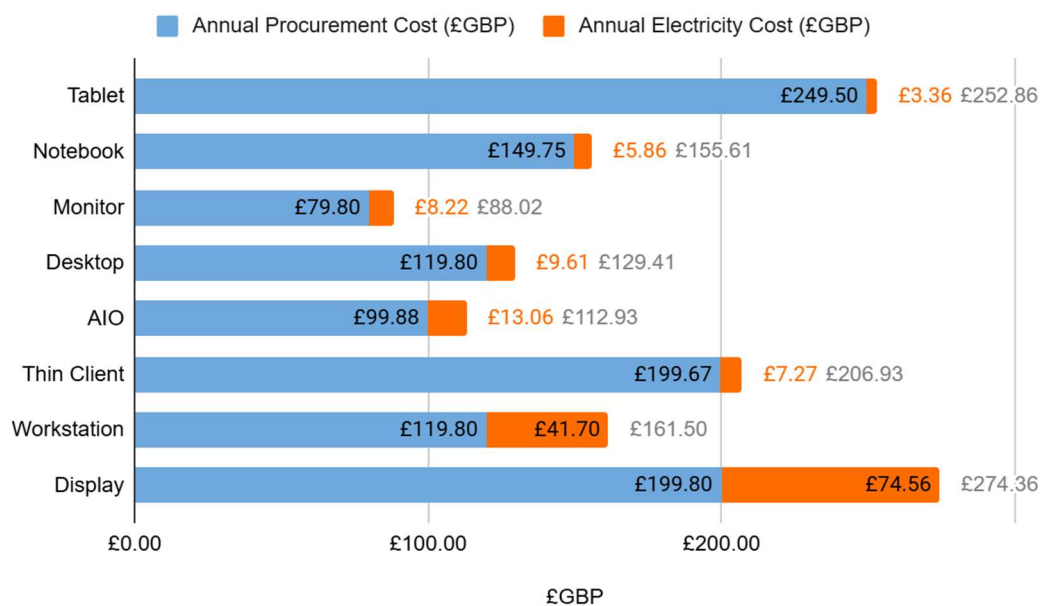 Annual Procurement Cost (£GBP) Annual Electricity Cost (£GBP)
Tablet £249.50 £3.36 £252.86
Notebook £149.75 £5.86 £155.61
Monitor £79.80 £8.22 £88.02
Desktop £119.80 £9.61 £129.41
AIO £99.88 £13.06 £112.93
Thin Client £199.67 £7.27 £206.93
Workstation £119.80 £41.70 £161.50
Display £199.80 £74.56 £274.36
£0.00 £100.00 £200.00
£GBP